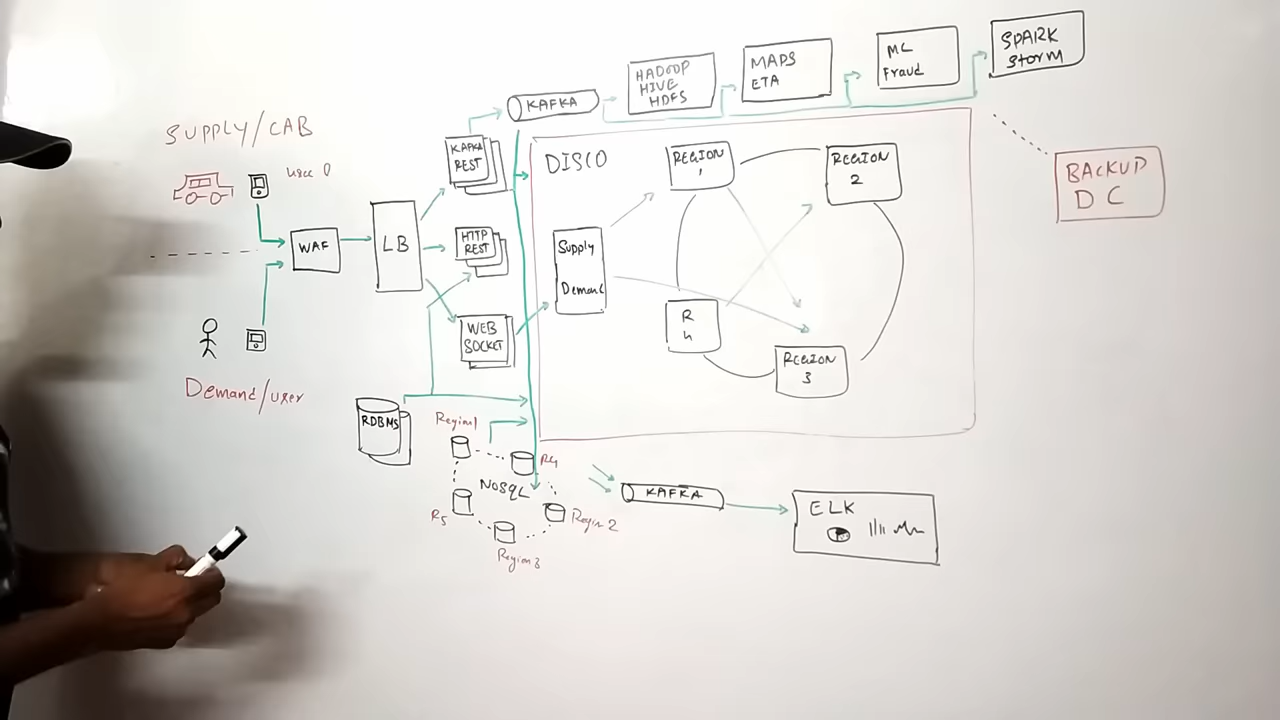 SUPPLY/CAB
user 0
Demand/user
WAF
LB
KAFKA
REST
HTTP
REST
WEB
SOCKET
KAFKA
HADOOP
HIVE
HDFS
MAPS
ETA
ML
Fraud
SPARK
Storm
DISCO
Supply
Demand
REGION
1
REGION
2
R
4
REGION
3
BACKUP
DC
RDBMS
Region1
R4
NOSQL
R5
Region 2
Region3
KAFKA
ELK